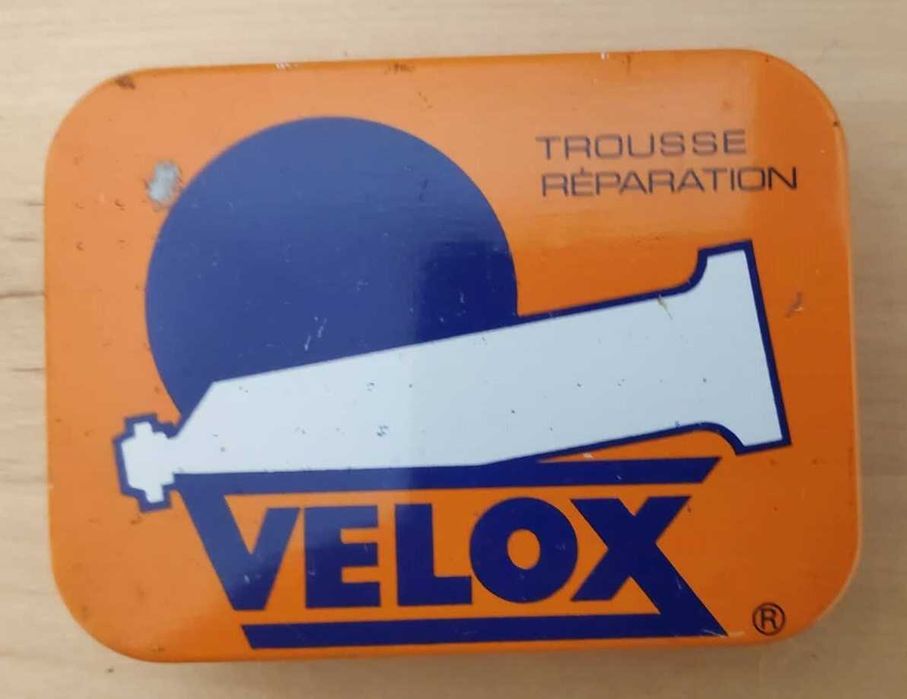 TROUSSE
RÉPARATION
VELOX
®